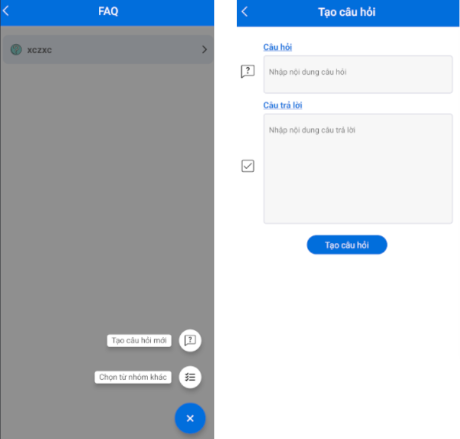 FAQ
xczxc
Tạo câu hỏi mới
Chọn từ nhóm khác
Tạo câu hỏi
Câu hỏi
Nhập nội dung câu hỏi
Câu trả lời
Nhập nội dung câu trả lời
Tạo câu hỏi